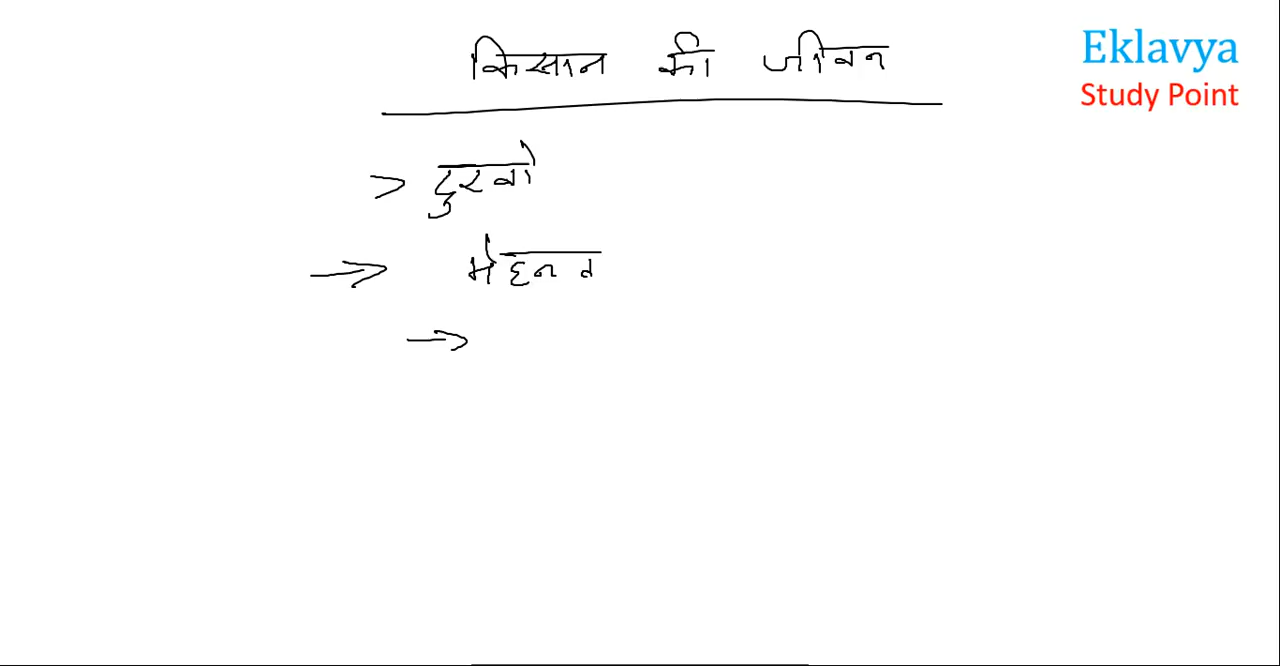 किसान की जीवन
Eklavya
Study Point
> दुखो
→ मेहनत
→